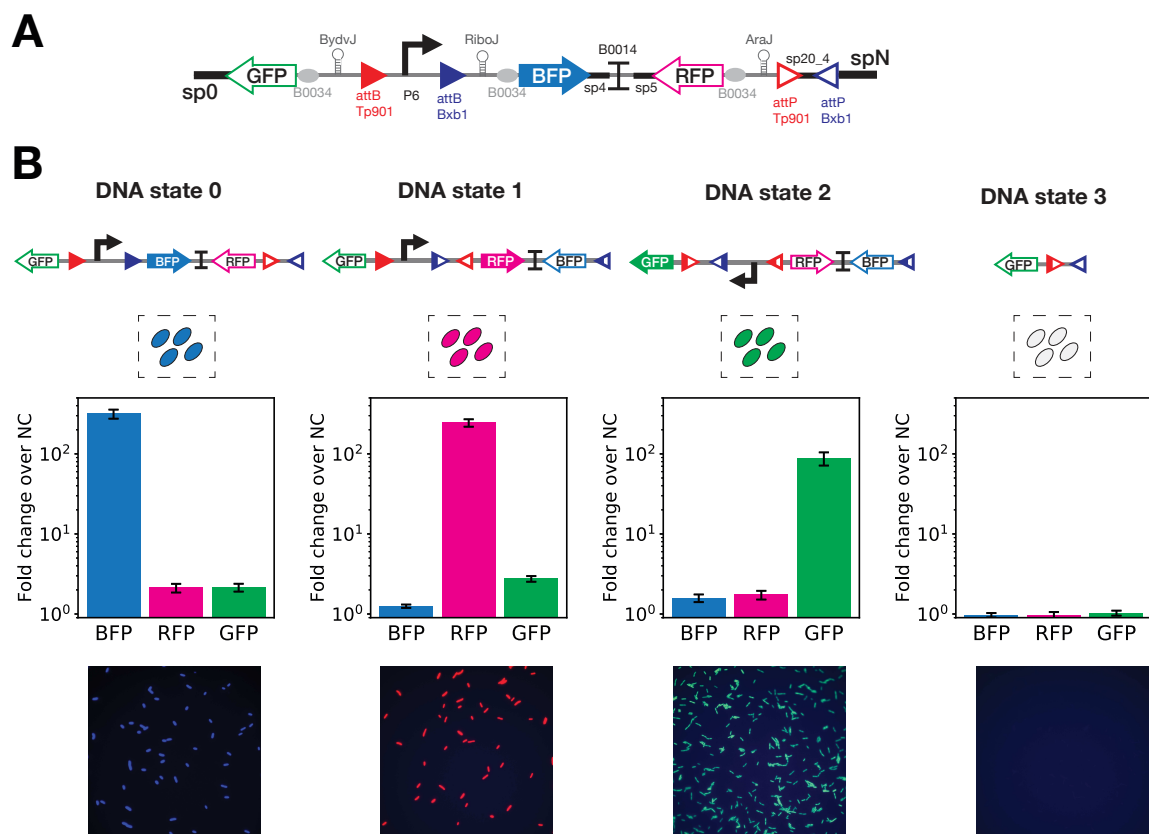 A
BydvJ RiboJ B0014 AraJ sp20_4 spN
GFP BFP RFP
sp0 B0034 attB Tp901 P6 attB Bxb1 B0034 sp4 sp5 B0034 attP Tp901 attP Bxb1
B
DNA state 0 DNA state 1 DNA state 2 DNA state 3
GFP BFP RFP
GFP RFP BFP
GFP RFP BFP
GFP
Fold change over NC
10² 10¹ 10⁰
BFP RFP GFP
Fold change over NC
10² 10¹ 10⁰
BFP RFP GFP
Fold change over NC
10² 10¹ 10⁰
BFP RFP GFP
Fold change over NC
10² 10¹ 10⁰
BFP RFP GFP